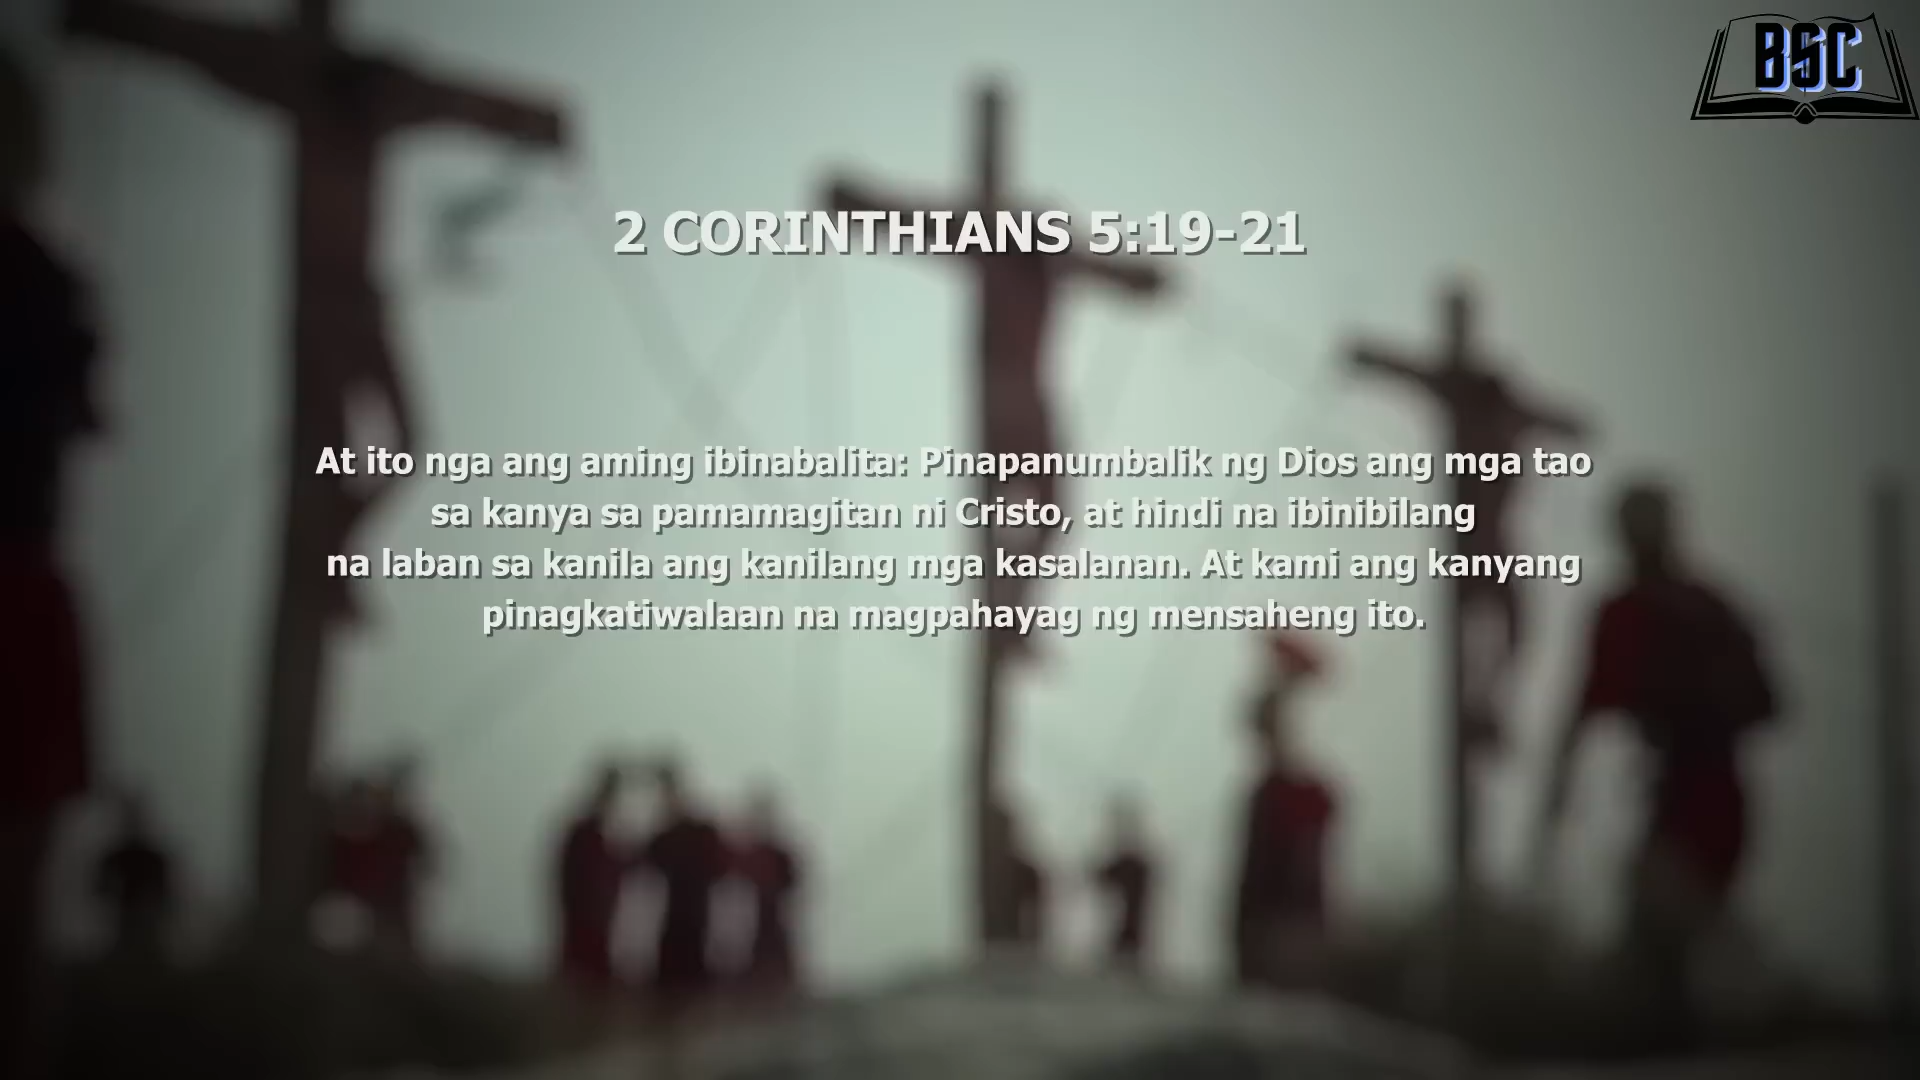 BSC
2 CORINTHIANS 5:19-21
At ito nga ang aming ibinabalita: Pinapanumbalik ng Dios ang mga tao
sa kanya sa pamamagitan ni Cristo, at hindi na ibinibilang
na laban sa kanila ang kanilang mga kasalanan. At kami ang kanyang
pinagkatiwalaan na magpahayag ng mensaheng ito.